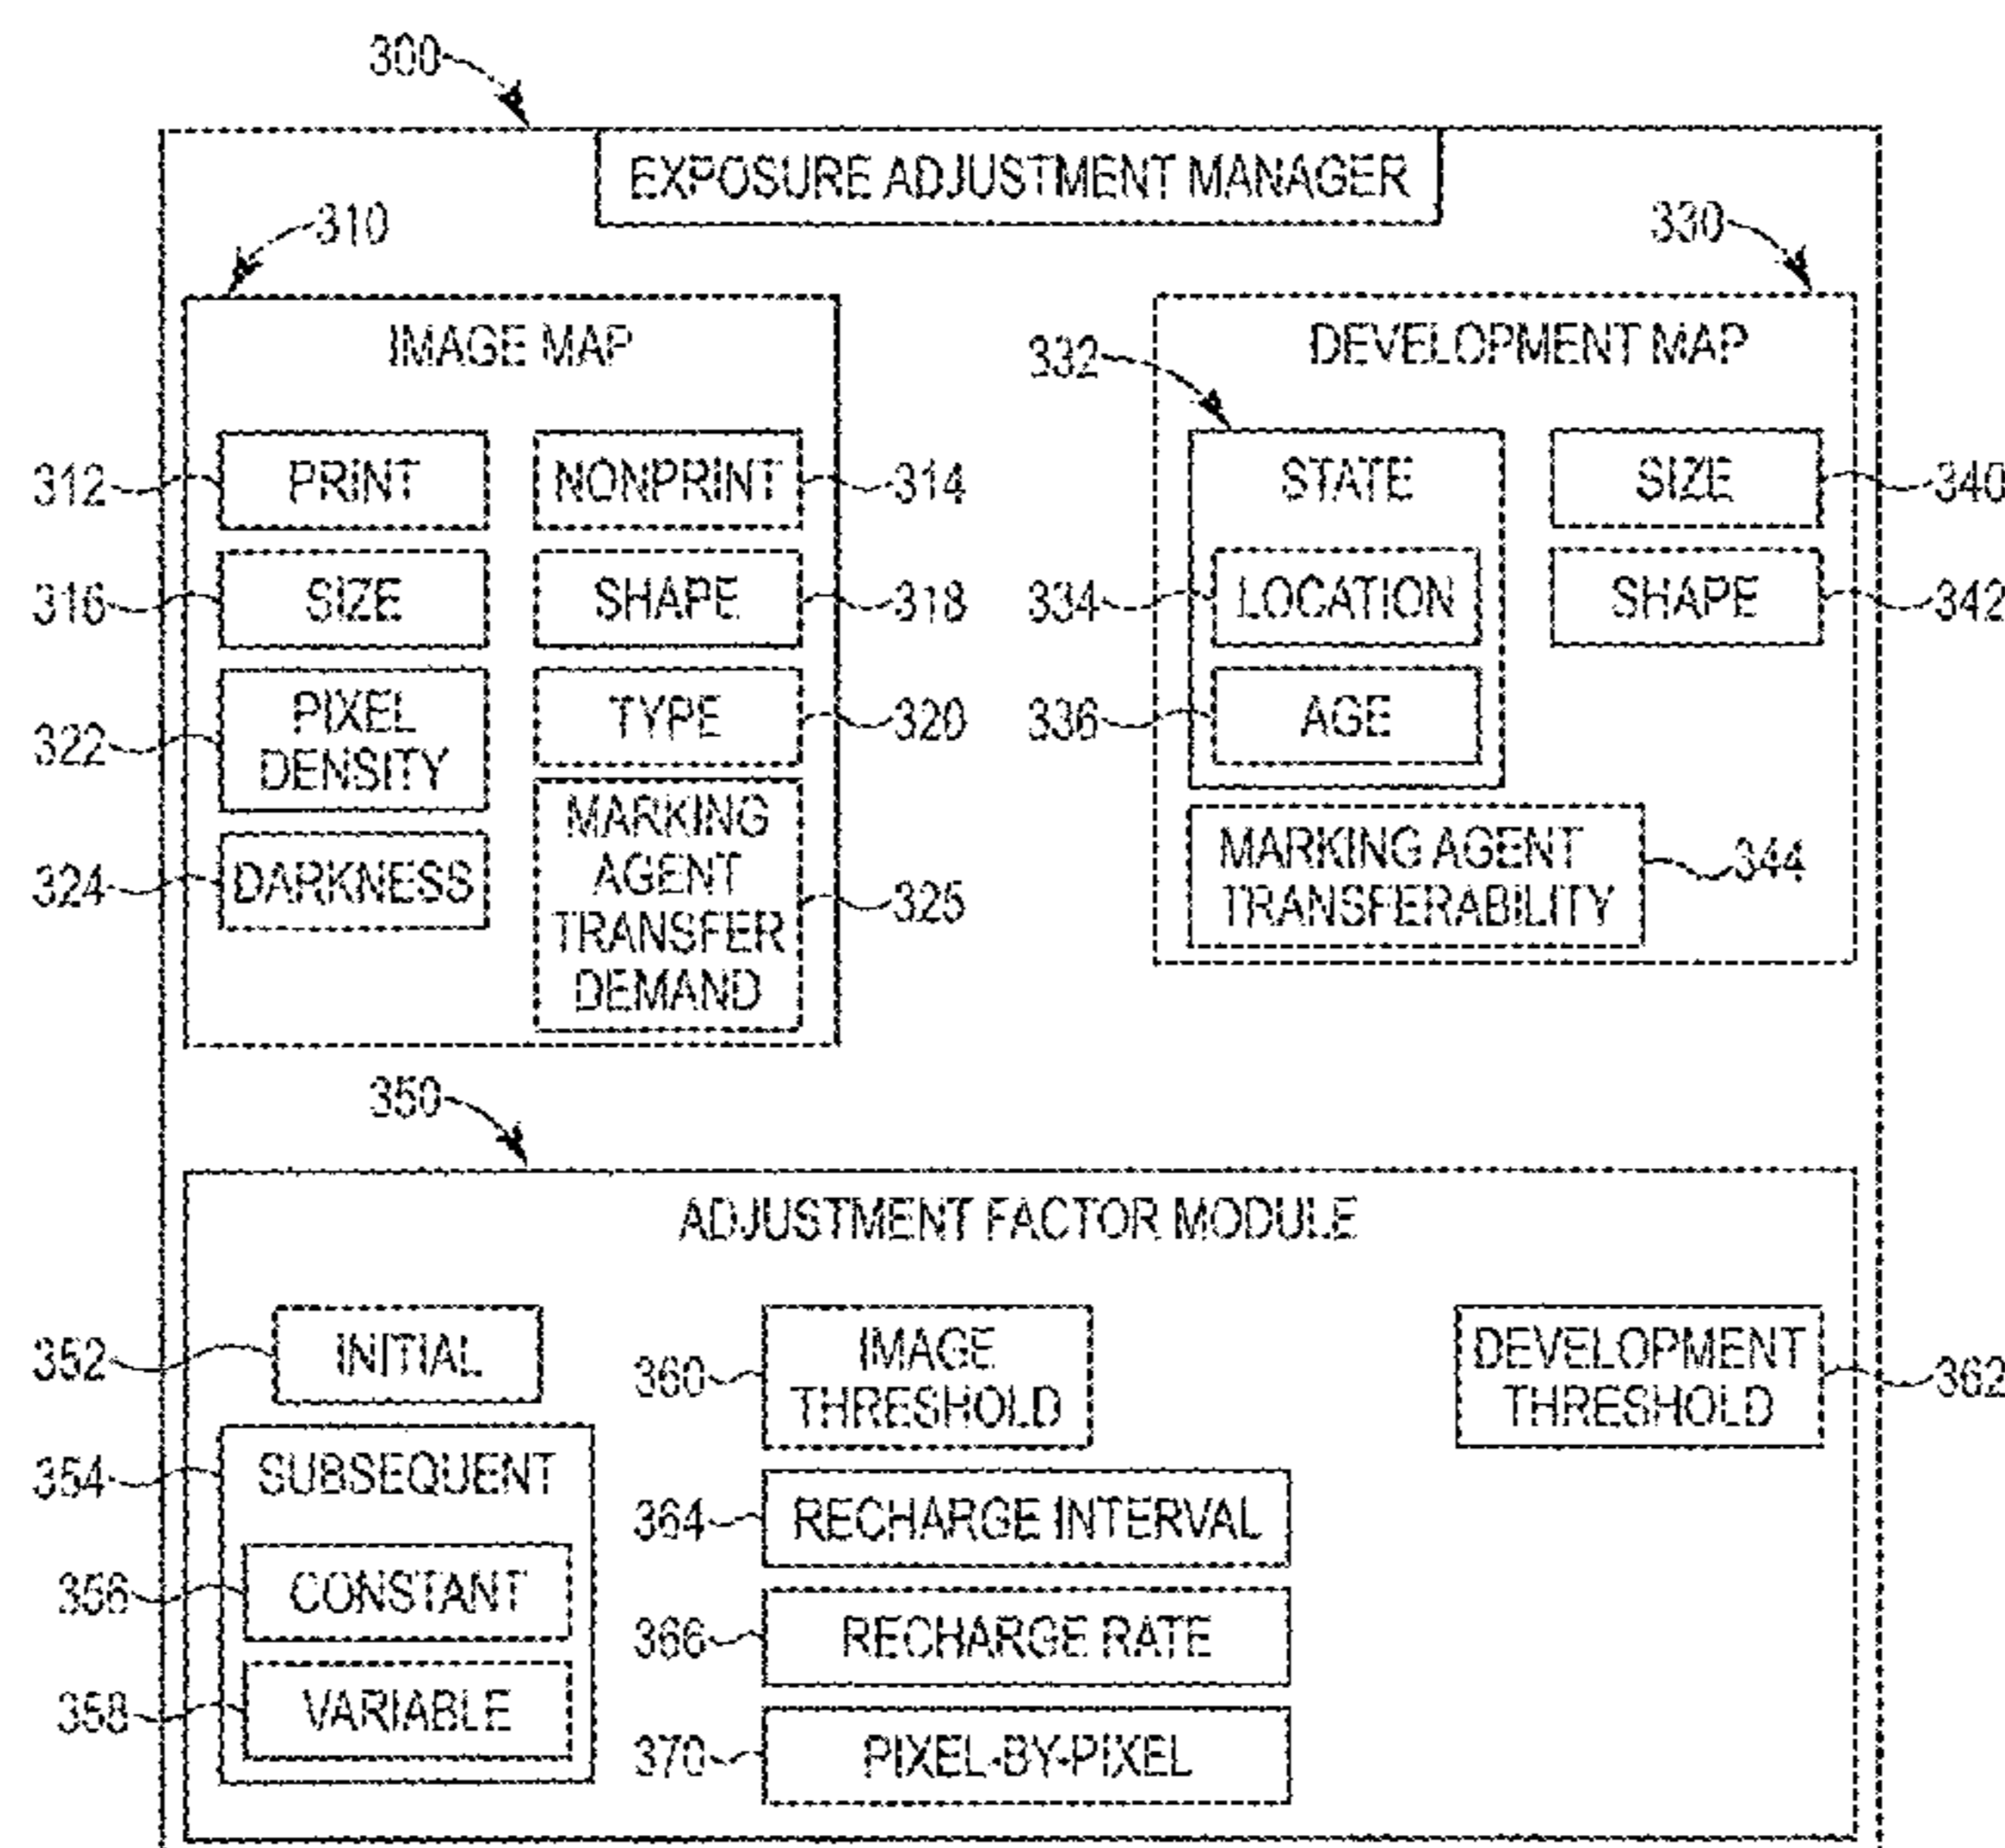 300
EXPOSURE ADJUSTMENT MANAGER
310
330
IMAGE MAP
332
DEVELOPMENT MAP
312
PRINT
NONPRINT
314
STATE
SIZE
340
316
SIZE
SHAPE
318
334
LOCATION
SHAPE
342
322
PIXEL
DENSITY
TYPE
320
336
AGE
324
DARKNESS
MARKING
AGENT
TRANSFER
DEMAND
325
MARKING AGENT
TRANSFERABILITY
344
350
ADJUSTMENT FACTOR MODULE
352
INITIAL
360
IMAGE
THRESHOLD
DEVELOPMENT
THRESHOLD
362
354
SUBSEQUENT
364
RECHARGE INTERVAL
356
CONSTANT
366
RECHARGE RATE
358
VARIABLE
370
PIXEL-BY-PIXEL